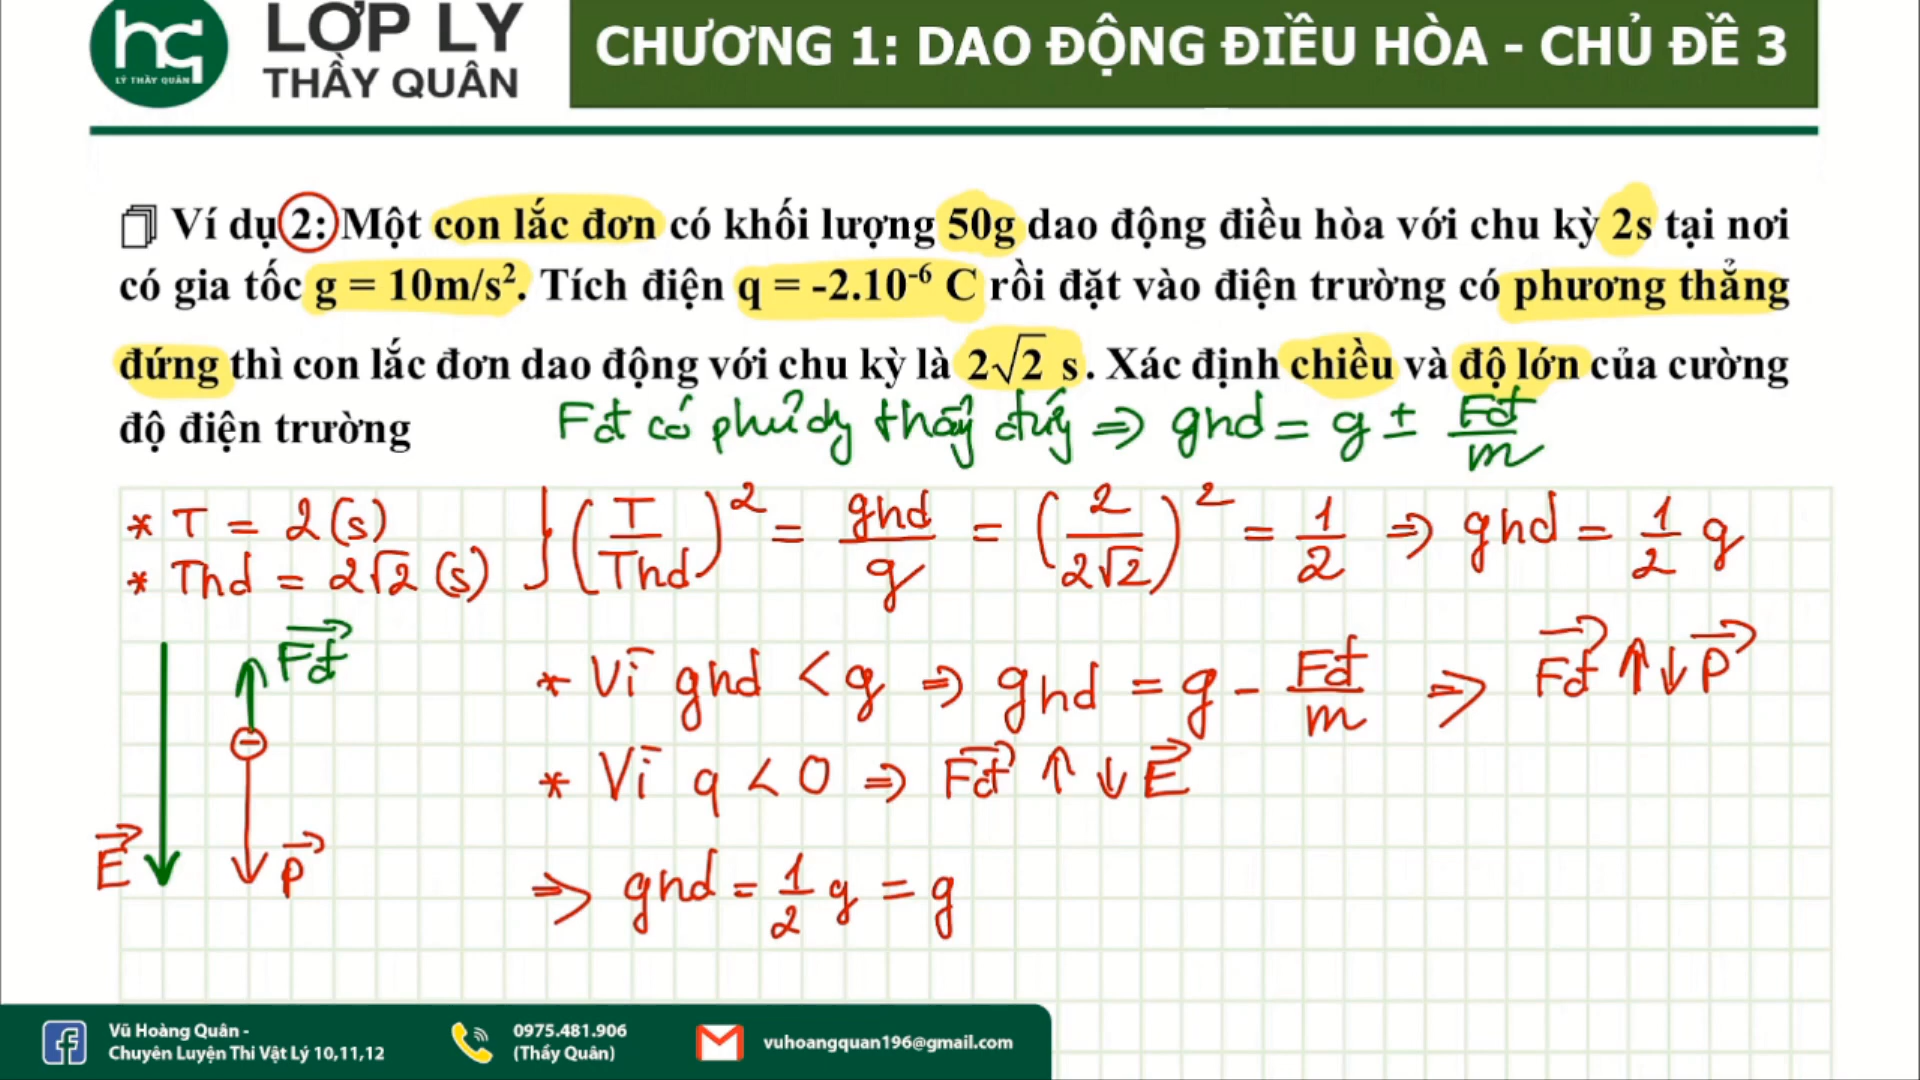 LỢP LY
THẦY QUÂN
LÝ THẦY QUÂN
CHƯƠNG 1: DAO ĐỘNG ĐIỀU HÒA - CHỦ ĐỀ 3
Ví dụ 2: Một con lắc đơn có khối lượng 50g dao động điều hòa với chu kỳ 2s tại nơi
có gia tốc g = 10m/s². Tích điện q = -2.10⁻⁶ C rồi đặt vào điện trường có phương thẳng
đứng thì con lắc đơn dao động với chu kỳ là 2√2 s. Xác định chiều và độ lớn của cường
độ điện trường
Fđ có phương thẳng đứng => ghd = g ± Fđ/m
* T = 2 (s)
* Thd = 2√2 (s)
} (T/Thd)² = ghd/g = (2/2√2)² = 1/2 => ghd = 1/2 g
Fđ
E
P
* Vì ghd < g => ghd = g - Fđ/m => Fđ ↑↓ P
* Vì q < 0 => Fđ ↑↓ E
=> ghd = 1/2 g = g
Vũ Hoàng Quân -
Chuyên Luyện Thi Vật Lý 10,11,12
0975.481.906
(Thầy Quân)
vuhoangquan196@gmail.com